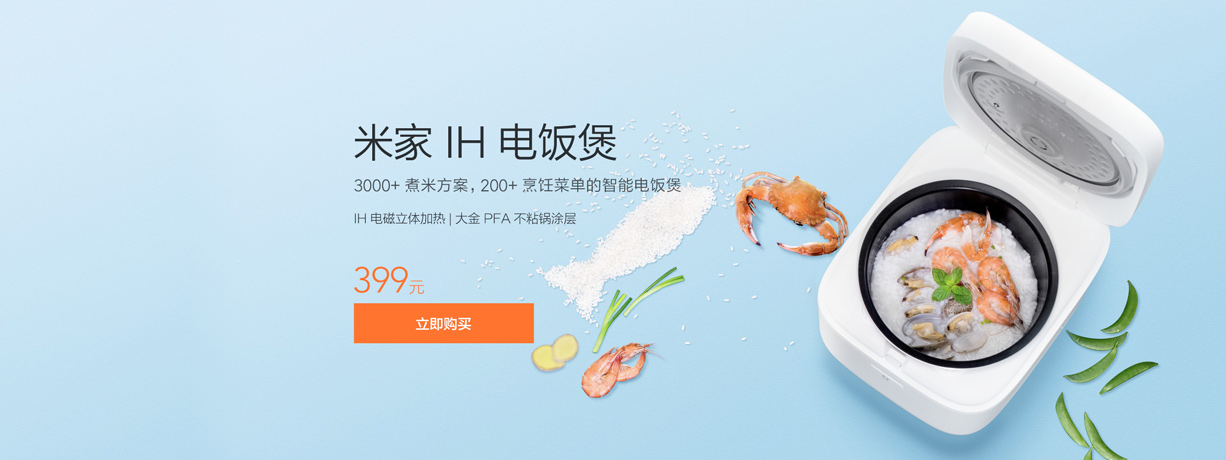 米家 IH 电饭煲
3000+ 煮米方案，200+ 烹饪菜单的智能电饭煲
IH 电磁立体加热 | 大金 PFA 不粘锅涂层
399元
立即购买